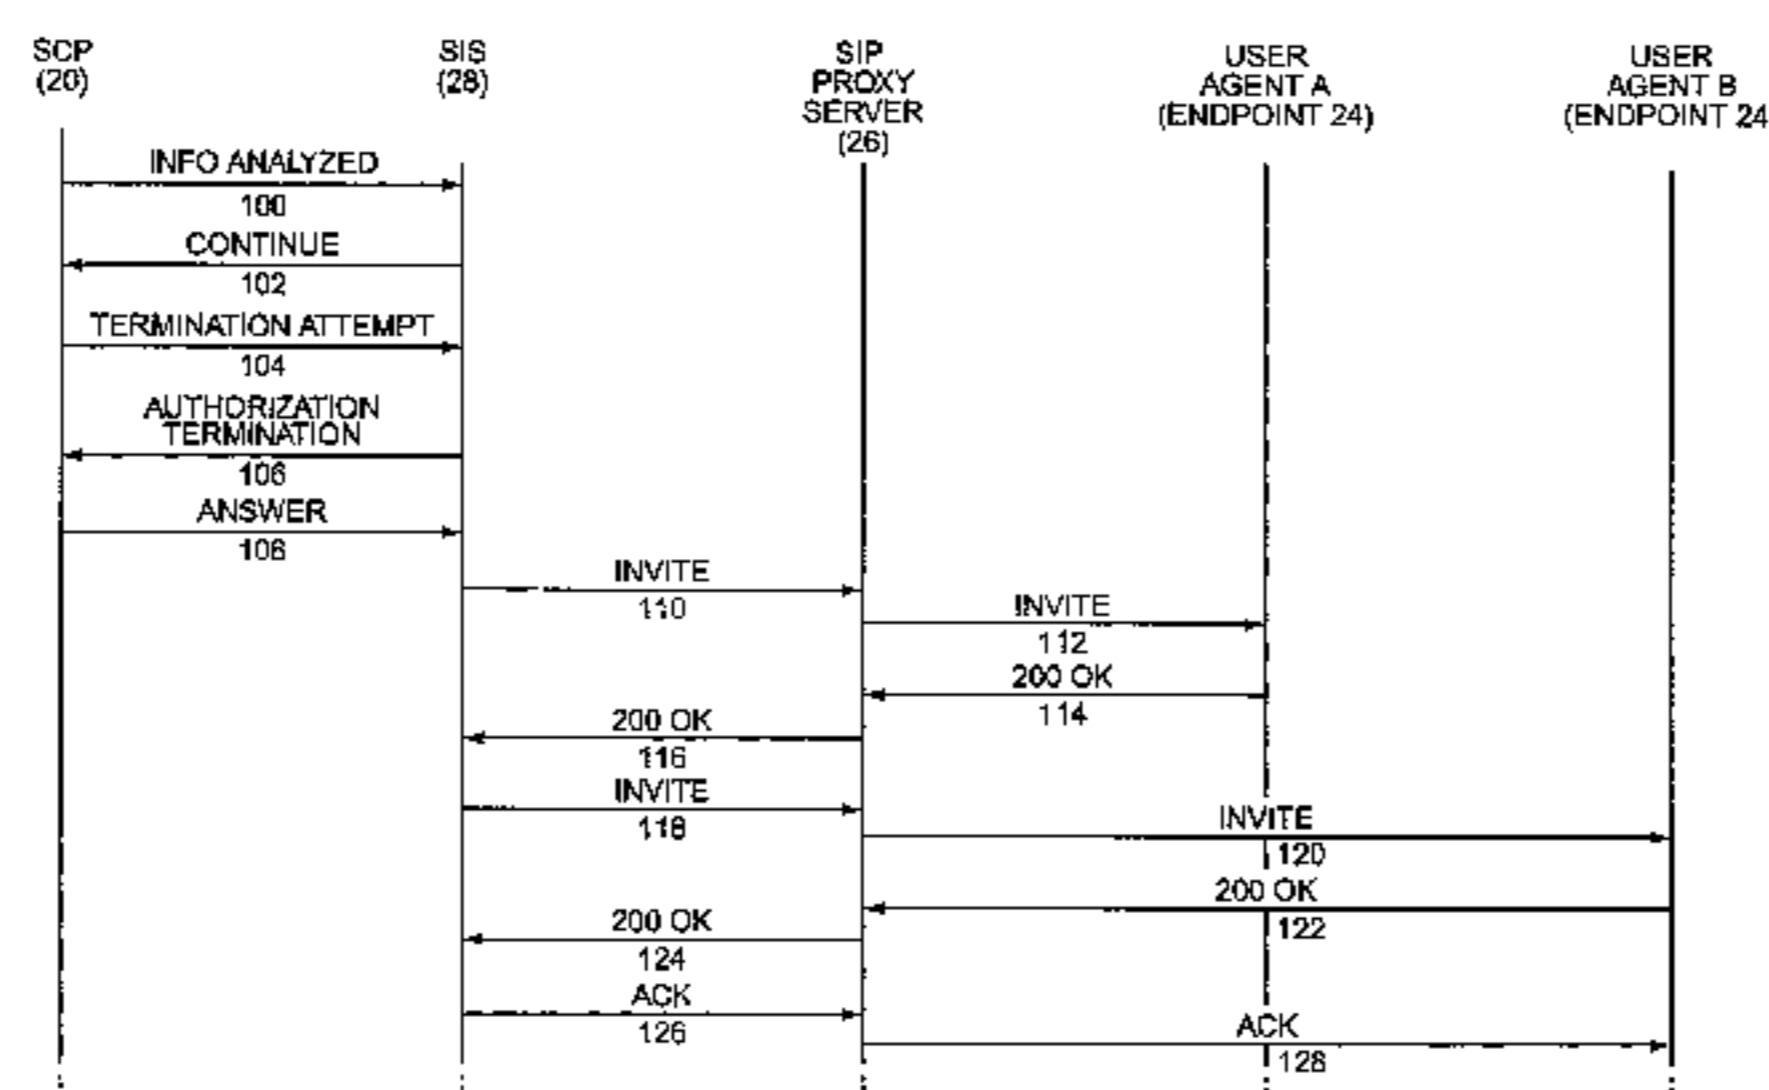 SCP
(20)
SIS
(28)
SIP
PROXY
SERVER
(26)
USER
AGENT A
(ENDPOINT 24)
USER
AGENT B
(ENDPOINT 24
INFO ANALYZED
100
CONTINUE
102
TERMINATION ATTEMPT
104
AUTHORIZATION
TERMINATION
106
ANSWER
108
INVITE
110
INVITE
112
200 OK
114
200 OK
116
INVITE
118
INVITE
120
200 OK
122
200 OK
124
ACK
126
ACK
128